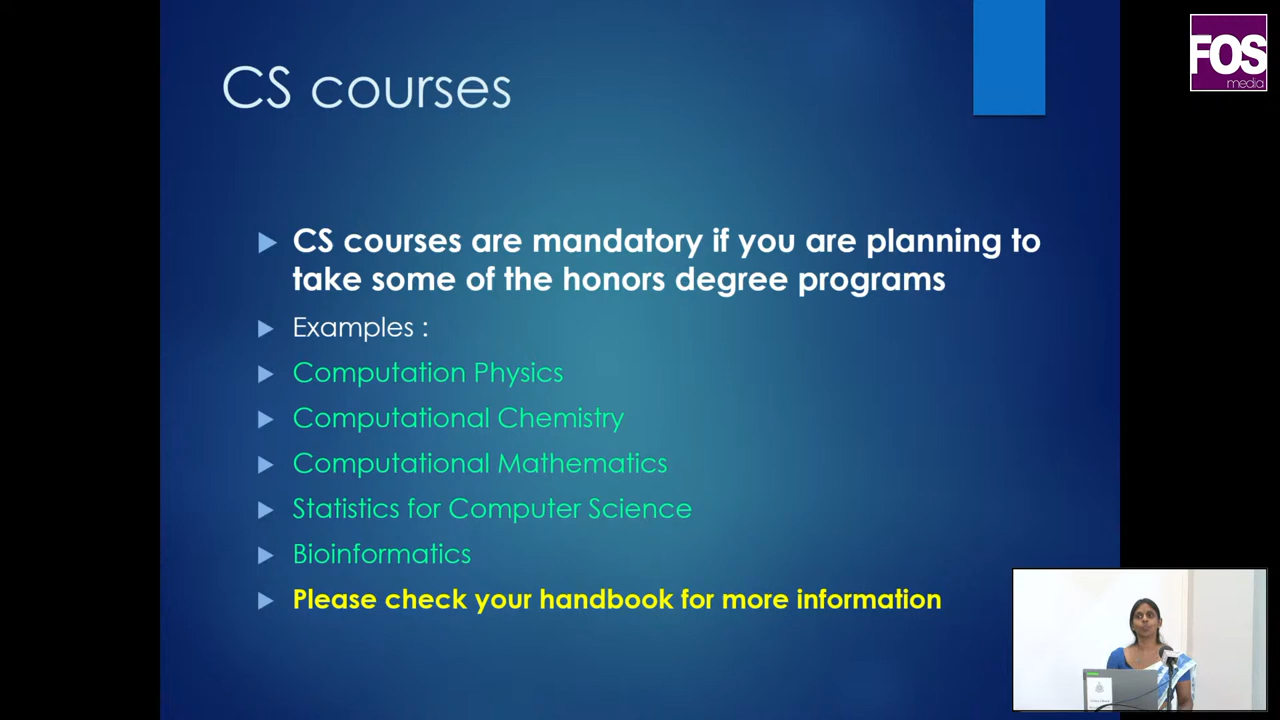 CS courses
FOS
media
CS courses are mandatory if you are planning to
take some of the honors degree programs
Examples :
Computation Physics
Computational Chemistry
Computational Mathematics
Statistics for Computer Science
Bioinformatics
Please check your handbook for more information